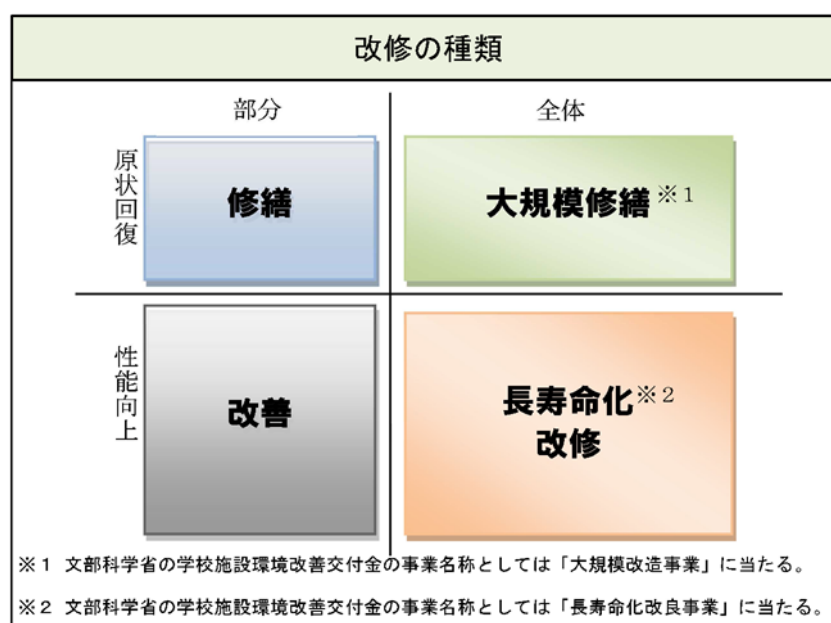 改修の種類
部分
全体
原状回復
修繕
大規模修繕※1
性能向上
改善
長寿命化※2
改修
※1 文部科学省の学校施設環境改善交付金の事業名称としては「大規模改造事業」に当たる。
※2 文部科学省の学校施設環境改善交付金の事業名称としては「長寿命化改良事業」に当たる。